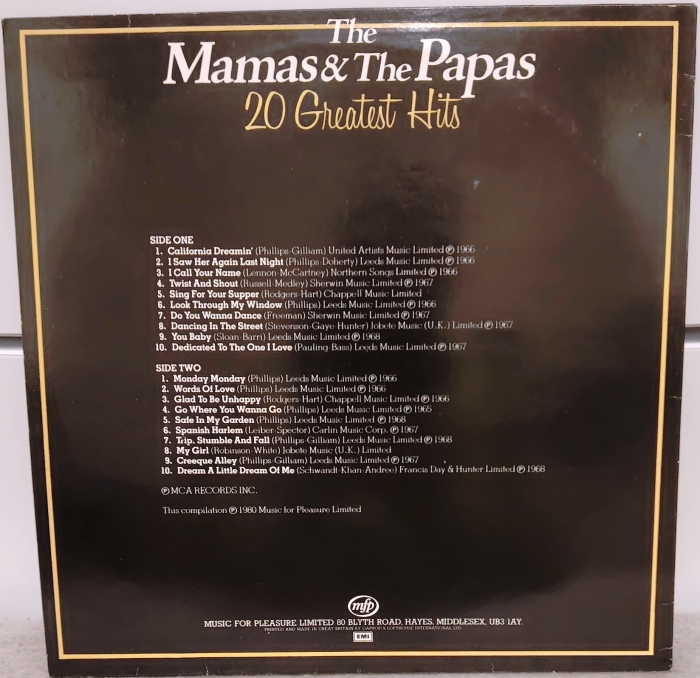 The
Mamas & The Papas
20 Greatest Hits
SIDE ONE
1. California Dreamin' (Phillips-Gilliam) United Artists Music Limited ℗ 1966
2. I Saw Her Again Last Night (Phillips-Doherty) Leeds Music Limited ℗ 1966
3. I Call Your Name (Lennon-McCartney) Northern Songs Limited ℗ 1966
4. Twist And Shout (Russell-Medley) Sherwin Music Limited ℗ 1967
5. Sing For Your Supper (Rodgers-Hart) Chappell Music Limited
6. Look Through My Window (Phillips) Leeds Music Limited ℗ 1966
7. Do You Wanna Dance (Freeman) Sherwin Music Limited ℗ 1967
8. Dancing In The Street (Stevenson-Gaye-Hunter) Jobete Music (U.K.) Limited ℗ 1967
9. You Baby (Sloan-Barri) Leeds Music Limited ℗ 1968
10. Dedicated To The One I Love (Pauling-Bass) Leeds Music Limited ℗ 1967
SIDE TWO
1. Monday Monday (Phillips) Leeds Music Limited ℗ 1966
2. Words Of Love (Phillips) Leeds Music Limited ℗ 1966
3. Glad To Be Unhappy (Rodgers-Hart) Chappell Music Limited ℗ 1966
4. Go Where You Wanna Go (Phillips) Leeds Music Limited ℗ 1965
5. Safe In My Garden (Phillips) Leeds Music Limited ℗ 1968
6. Spanish Harlem (Leiber-Spector) Carlin Music Corp. ℗ 1967
7. Trip, Stumble And Fall (Phillips-Gilliam) Leeds Music Limited ℗ 1968
8. My Girl (Robinson-White) Jobete Music (U.K.) Limited
9. Creeque Alley (Phillips-Gilliam) Leeds Music Limited ℗ 1967
10. Dream A Little Dream Of Me (Schwandt-Khan-Andree) Francis Day & Hunter Limited ℗ 1968
℗ MCA RECORDS INC.
This compilation ℗ 1980 Music for Pleasure Limited
mfp
MUSIC FOR PLEASURE LIMITED 80 BLYTH ROAD, HAYES, MIDDLESEX, UB3 1AY.
PRINTED AND MADE IN GREAT BRITAIN BY GARROD & LOFTHOUSE INTERNATIONAL LTD
EMI